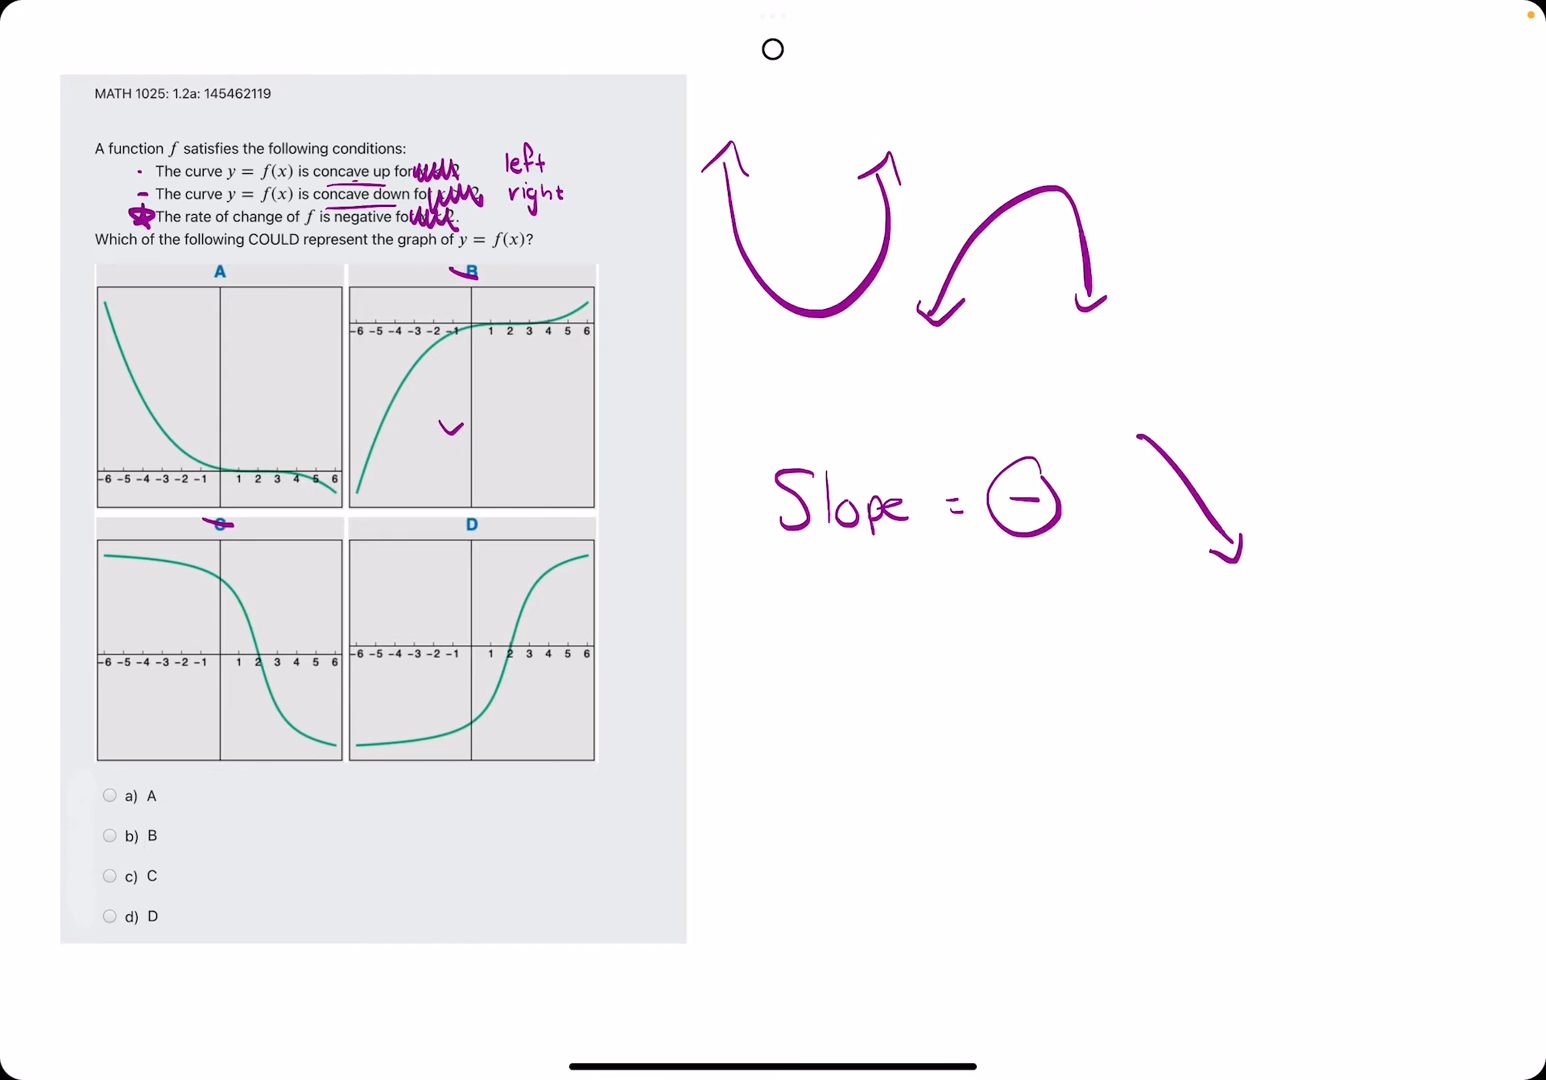 MATH 1025: 1.2a: 145462119
A function f satisfies the following conditions:
The curve y = f(x) is concave up for left
The curve y = f(x) is concave down for right
The rate of change of f is negative for
Which of the following COULD represent the graph of y = f(x)?
A B
-6 -5 -4 -3 -2 -1 1 2 3 4 5 6
-6 -5 -4 -3 -2 -1 1 2 3 4 5 6
Slope = -
C D
-6 -5 -4 -3 -2 -1 1 2 3 4 5 6
-6 -5 -4 -3 -2 -1 1 2 3 4 5 6
a) A
b) B
c) C
d) D